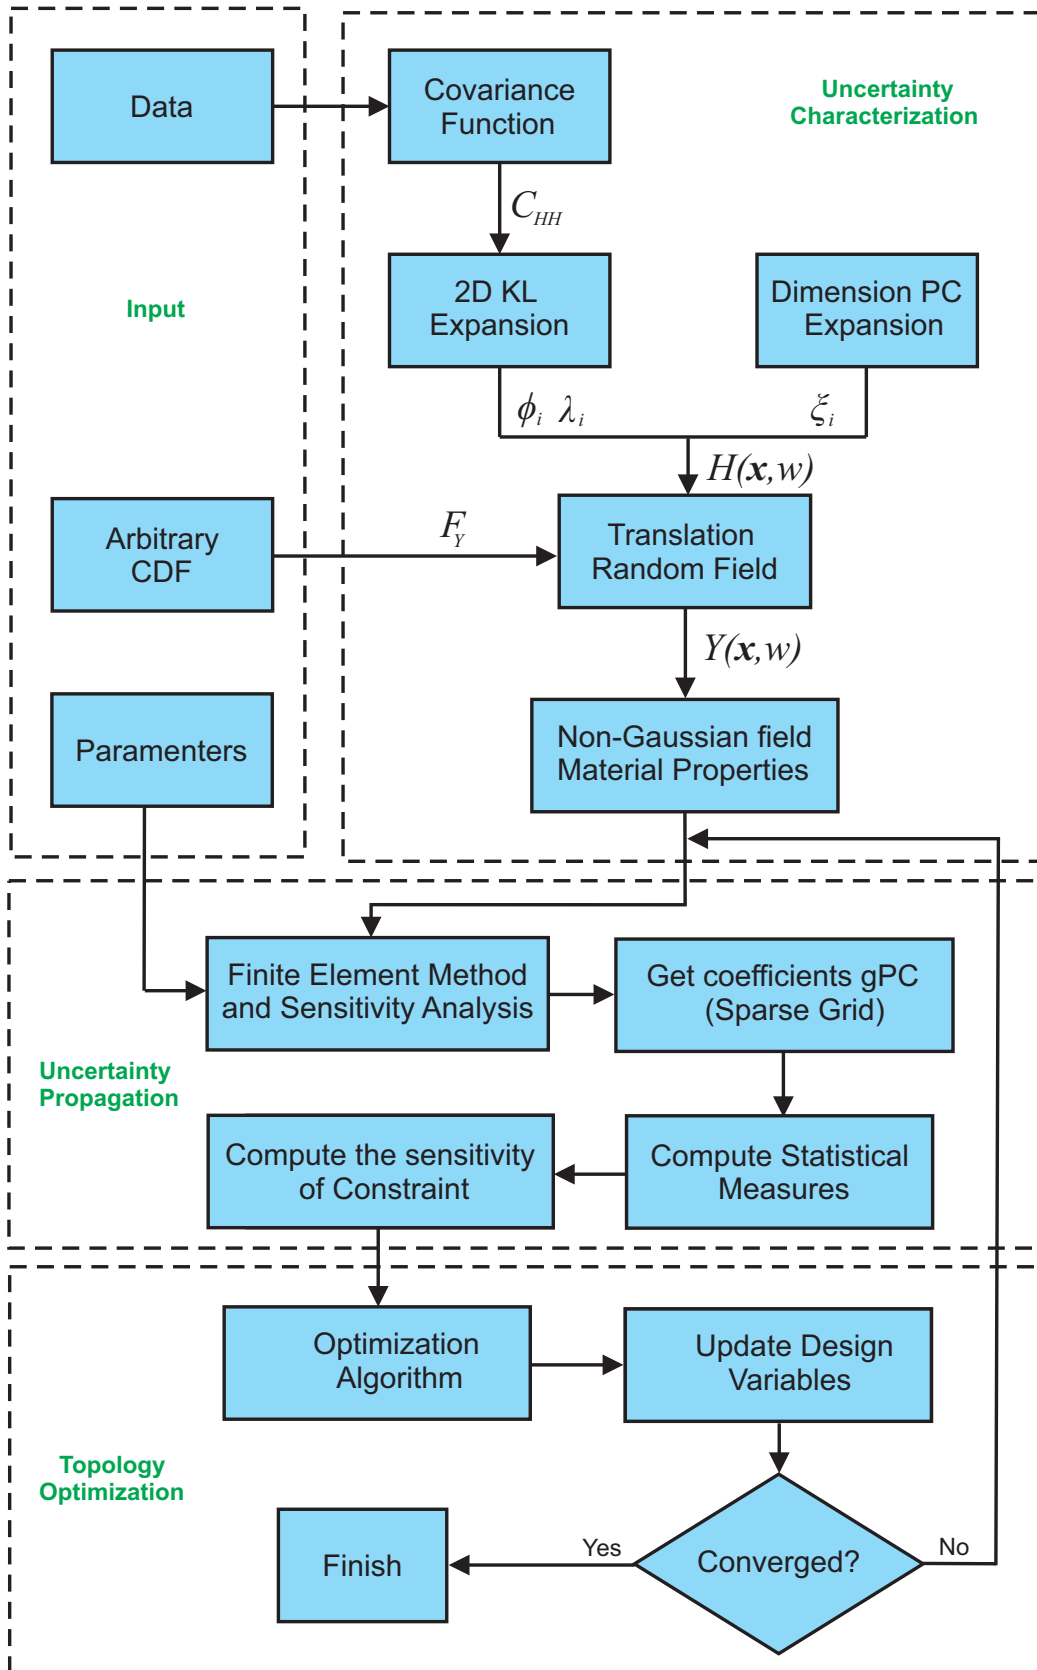 Data
Covariance
Function
Uncertainty
Characterization
C_HH
Input
2D KL
Expansion
Dimension PC
Expansion
ϕ_i λ_i
ξ_i
H(x,w)
Arbitrary
CDF
F_Y
Translation
Random Field
Y(x,w)
Paramenters
Non-Gaussian field
Material Properties
Finite Element Method
and Sensitivity Analysis
Get coefficients gPC
(Sparse Grid)
Uncertainty
Propagation
Compute the sensitivity
of Constraint
Compute Statistical
Measures
Optimization
Algorithm
Update Design
Variables
Topology
Optimization
Finish
Yes
Converged?
No